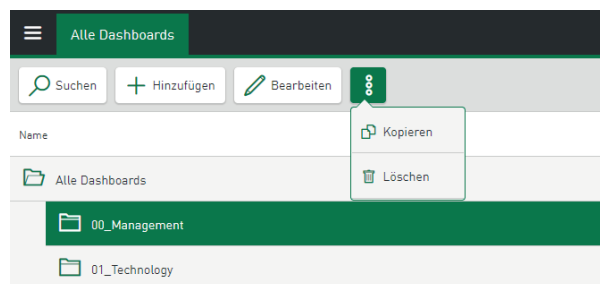 Alle Dashboards
Suchen Hinzufügen Bearbeiten
Name
Kopieren
Löschen
Alle Dashboards
00_Management
01_Technology